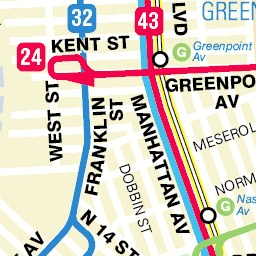 32
43
24
KENT ST
LVD
GREEN
G
Greenpoint
Av
GREENPO
AV
WEST ST
FRANKLIN
ST
MANHATTAN AV
MESEROL
DOBBIN ST
NORM
G
Nas
Av
N 14 ST
AV